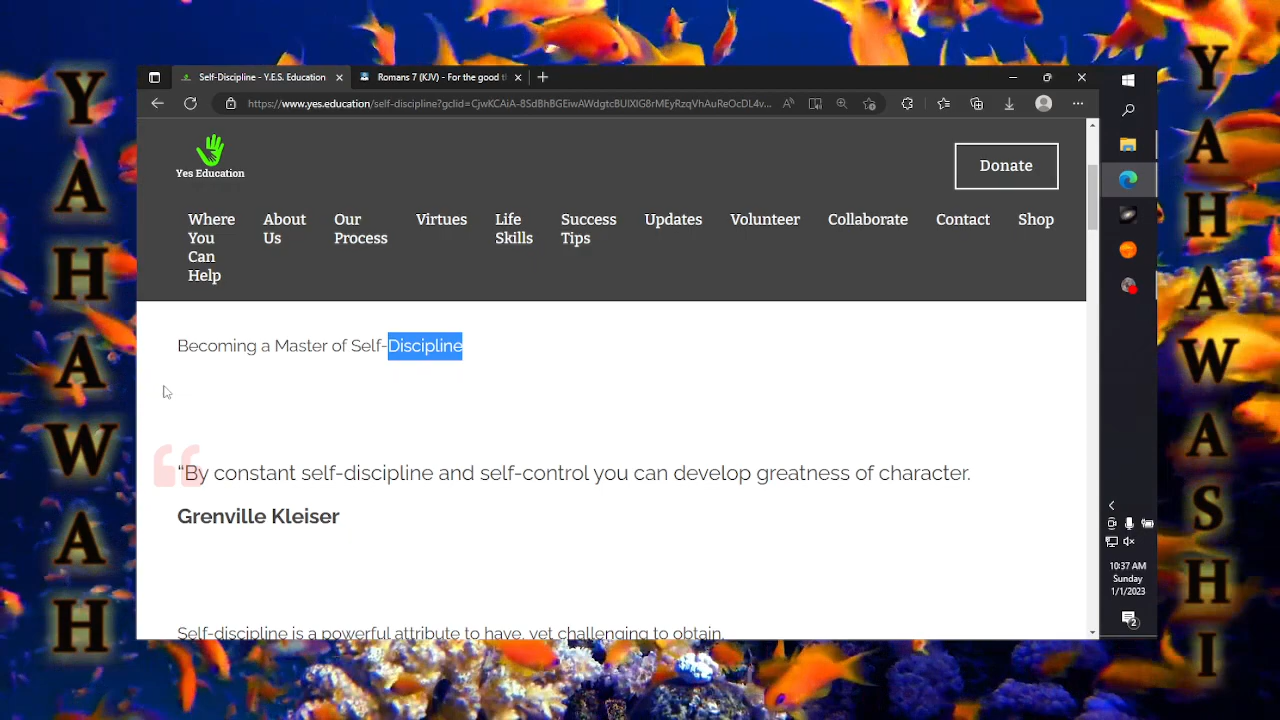 YAHAWAH
Self-Discipline - Y.E.S. Education
Romans 7 (KJV) - For the good t
https://www.yes.education/self-discipline?gclid=CjwKCAiA-8SdBhBGEiwAWdgtcBUIXlG8rMEyRzqVhAuReOcDL4v...
Yes Education
Donate
Where You Can Help
About Us
Our Process
Virtues
Life Skills
Success Tips
Updates
Volunteer
Collaborate
Contact
Shop
Becoming a Master of Self-Discipline
“By constant self-discipline and self-control you can develop greatness of character.
Grenville Kleiser
Self-discipline is a powerful attribute to have, yet challenging to obtain.
10:37 AM
Sunday
1/1/2023
2
YAHAWASHI